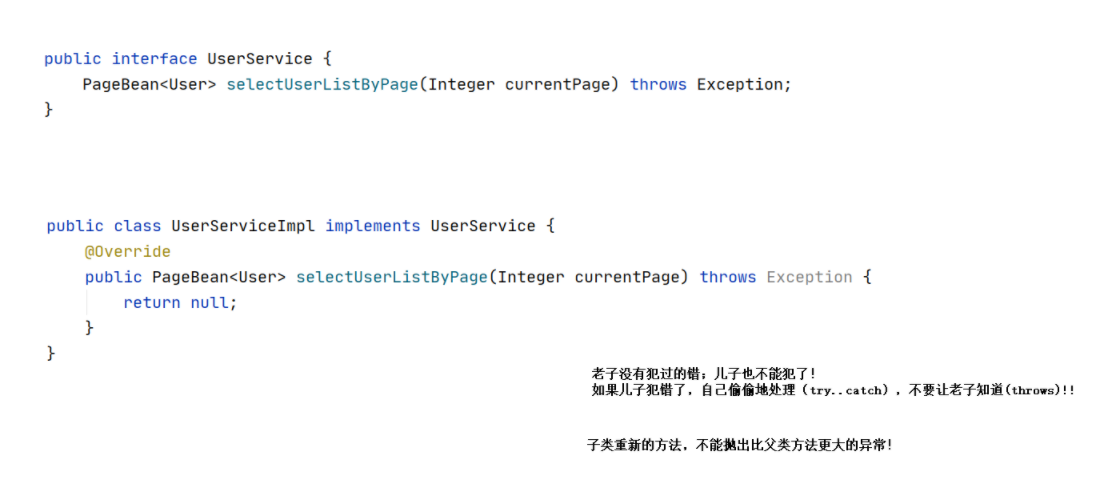 public interface UserService {
PageBean<User> selectUserListByPage(Integer currentPage) throws Exception;
}
public class UserServiceImpl implements UserService {
@Override
public PageBean<User> selectUserListByPage(Integer currentPage) throws Exception {
return null;
}
}
老子没有犯过的错；儿子也不能犯了！
如果儿子犯错了，自己偷偷地处理（try..catch），不要让老子知道(throws)!!
子类重新的方法，不能抛出比父类方法更大的异常！